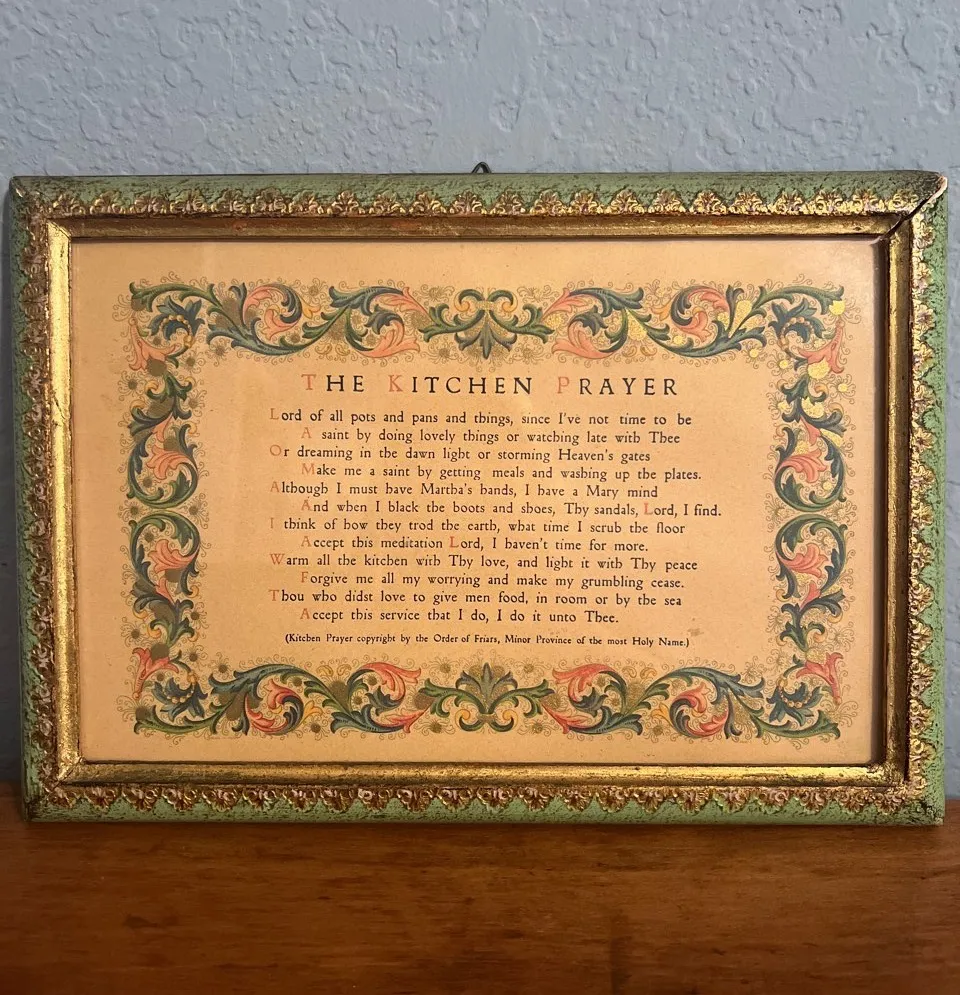 THE KITCHEN PRAYER
Lord of all pots and pans and things, since I've not time to be
A saint by doing lovely things or watching late with Thee
Or dreaming in the dawn light or storming Heaven's gates
Make me a saint by getting meals and washing up the plates.
Although I must have Martha's hands, I have a Mary mind
And when I black the boots and shoes, Thy sandals, Lord, I find.
I think of how they trod the earth, what time I scrub the floor
Accept this meditation Lord, I haven't time for more.
Warm all the kitchen with Thy love, and light it with Thy peace
Forgive me all my worrying and make my grumbling cease.
Thou who didst love to give men food, in room or by the sea
Accept this service that I do, I do it unto Thee.
(Kitchen Prayer copyright by the Order of Friars, Minor Province of the most Holy Name.)